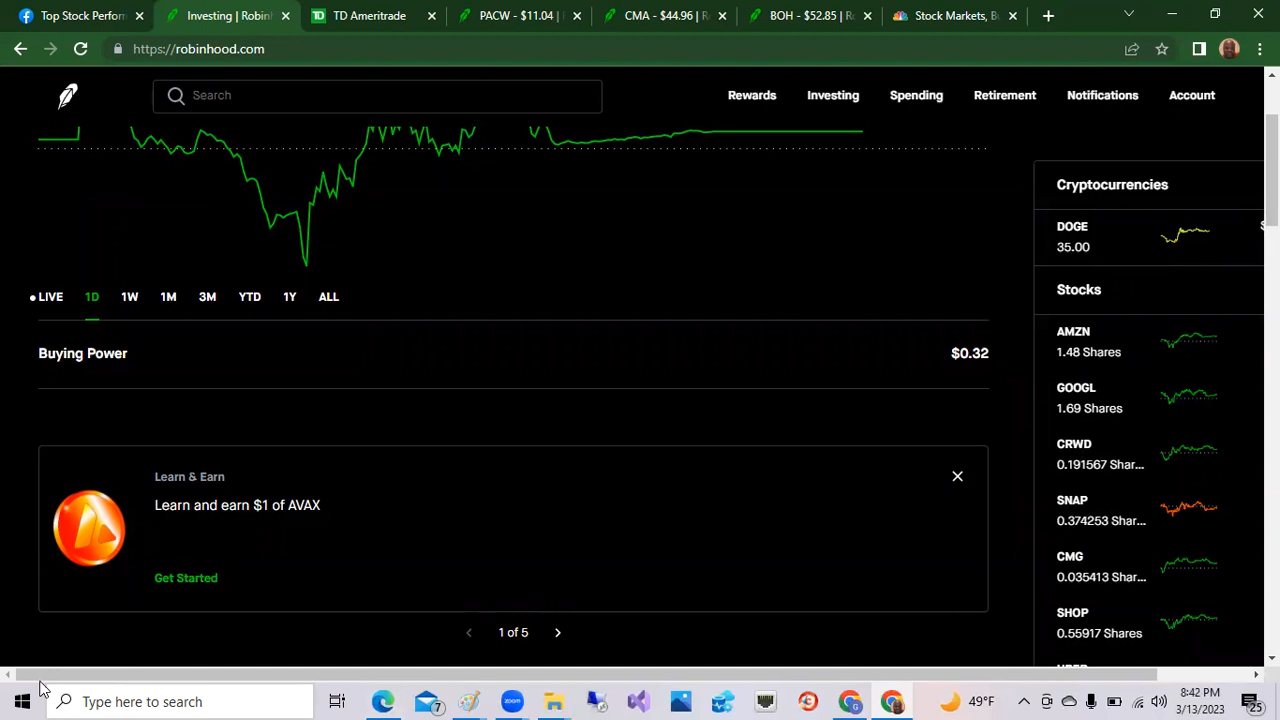 Top Stock Perform
Investing | Robin
TD Ameritrade
PACW - $11.04 |
CMA - $44.96 | R
BOH - $52.85 | R
Stock Markets, B
https://robinhood.com
Search
Rewards
Investing
Spending
Retirement
Notifications
Account
LIVE
1D
1W
1M
3M
YTD
1Y
ALL
Buying Power
$0.32
Learn & Earn
Learn and earn $1 of AVAX
Get Started
1 of 5
Cryptocurrencies
DOGE
35.00
Stocks
AMZN
1.48 Shares
GOOGL
1.69 Shares
CRWD
0.191567 Shar...
SNAP
0.374253 Shar...
CMG
0.035413 Shar...
SHOP
0.55917 Shares
Type here to search
7
49°F
8:42 PM
3/13/2023
25